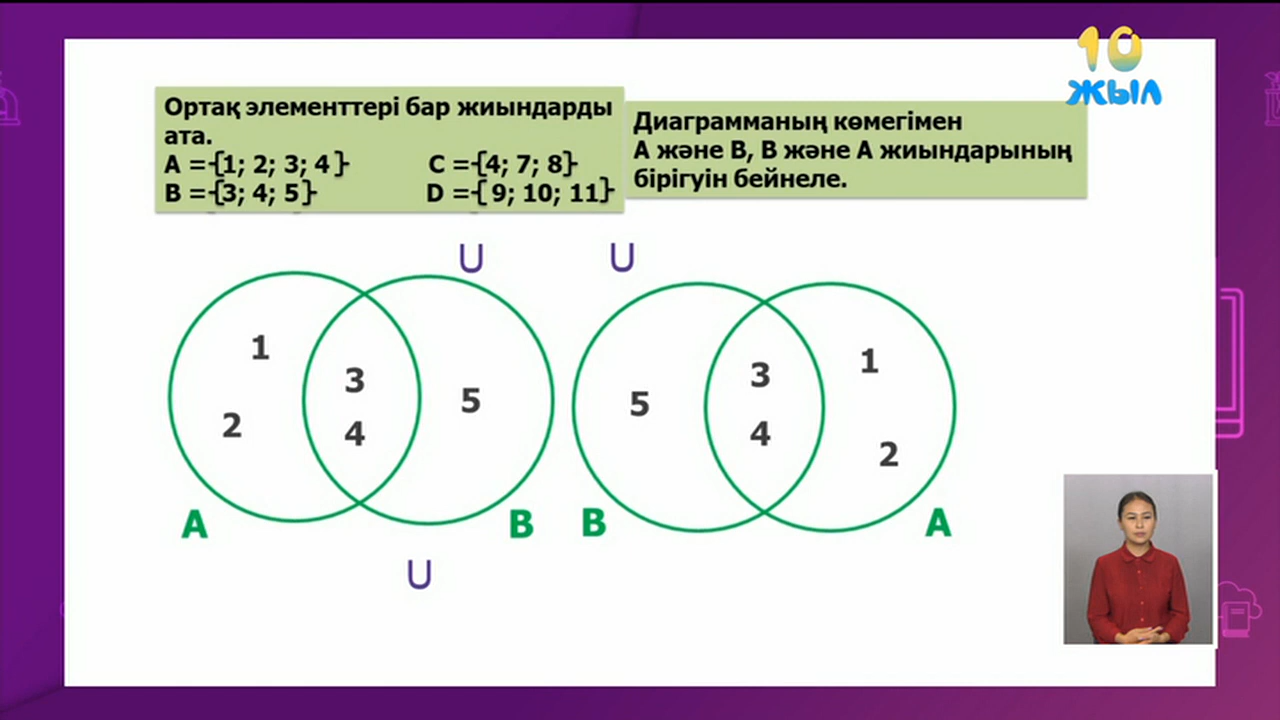 10
ЖЫЛ
Ортақ элементтері бар жиындарды
ата.
A ={1; 2; 3; 4 } C ={4; 7; 8}
B ={3; 4; 5 } D ={ 9; 10; 11}
Диаграмманың көмегімен
А және В, В және А жиындарының
бірігуін бейнеле.
U U
1 3 5 3 1
2 4 5 4 2
A B B A
U